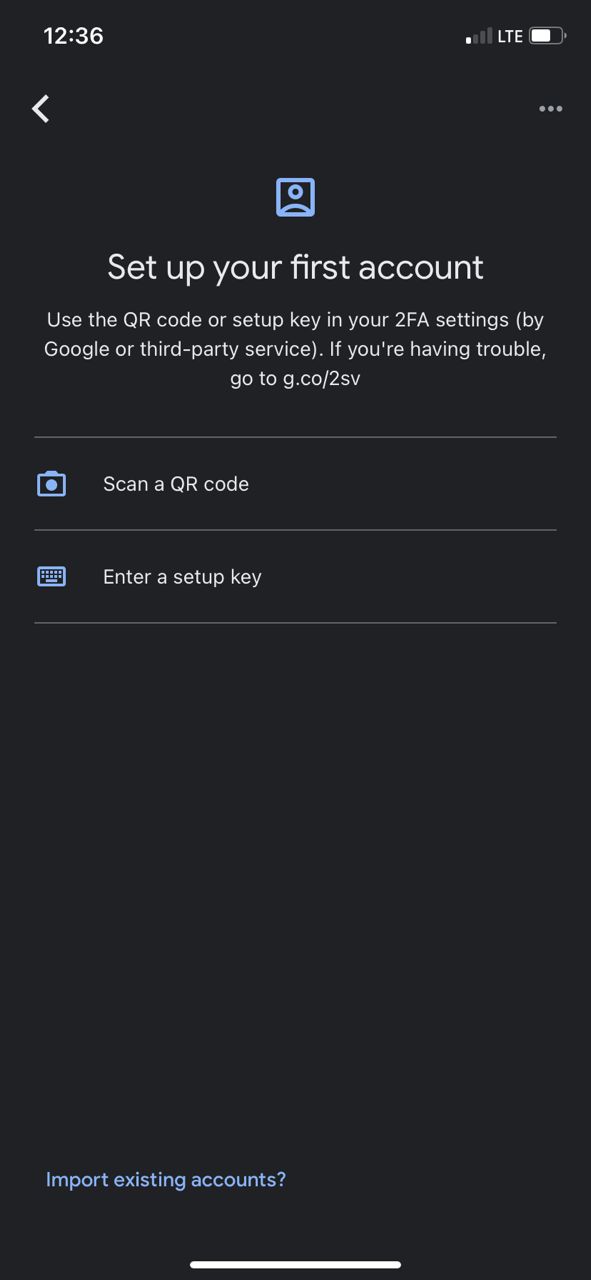 12:36
LTE
Set up your first account
Use the QR code or setup key in your 2FA settings (by
Google or third-party service). If you're having trouble,
go to g.co/2sv
Scan a QR code
Enter a setup key
Import existing accounts?